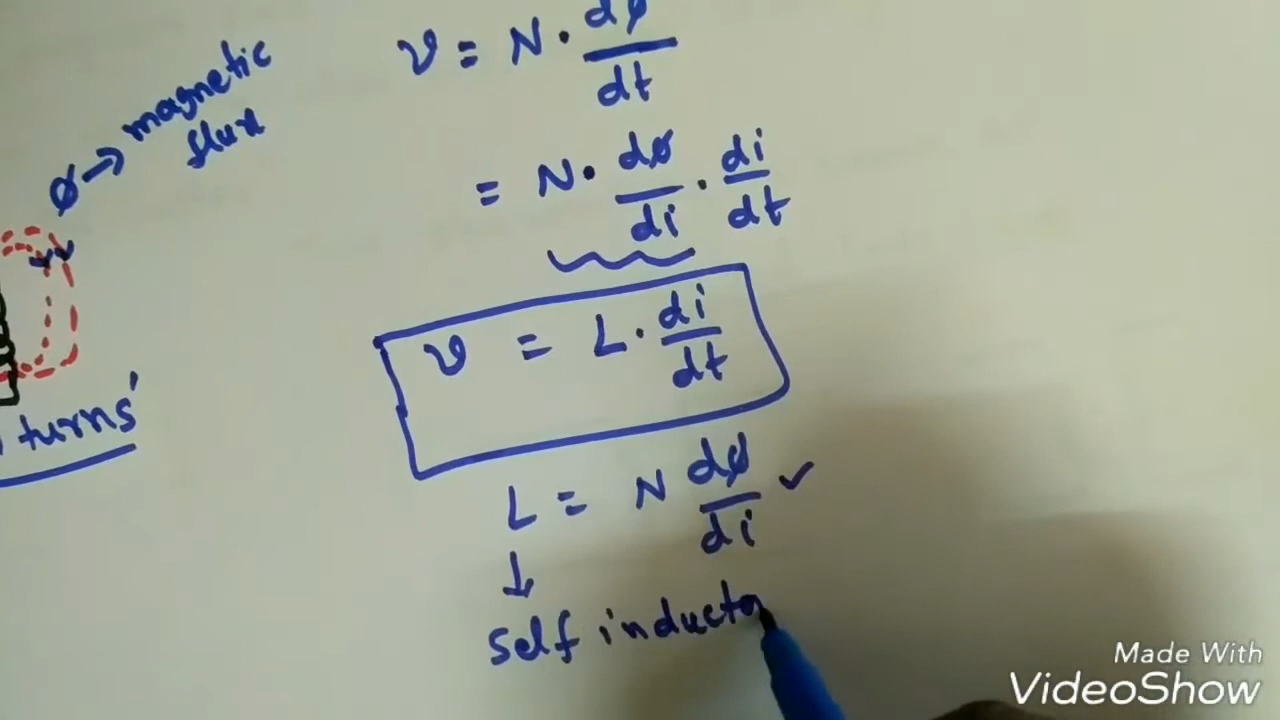 v = N · dφ/dt
φ → magnetic
flux
= N · dφ/di · di/dt
v = L · di/dt
turns'
L = N dφ/di ✓
↓
Self inducta
Made With
VideoShow